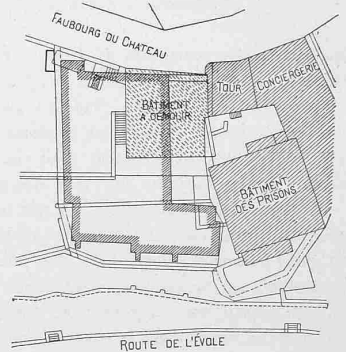 FAUBOURG DU CHATEAU
TOUR
CONCIERGERIE
BÂTIMENT
A DÉMOLIR
BÂTIMENT
DES PRISONS
ROUTE DE L'ÉVOLE